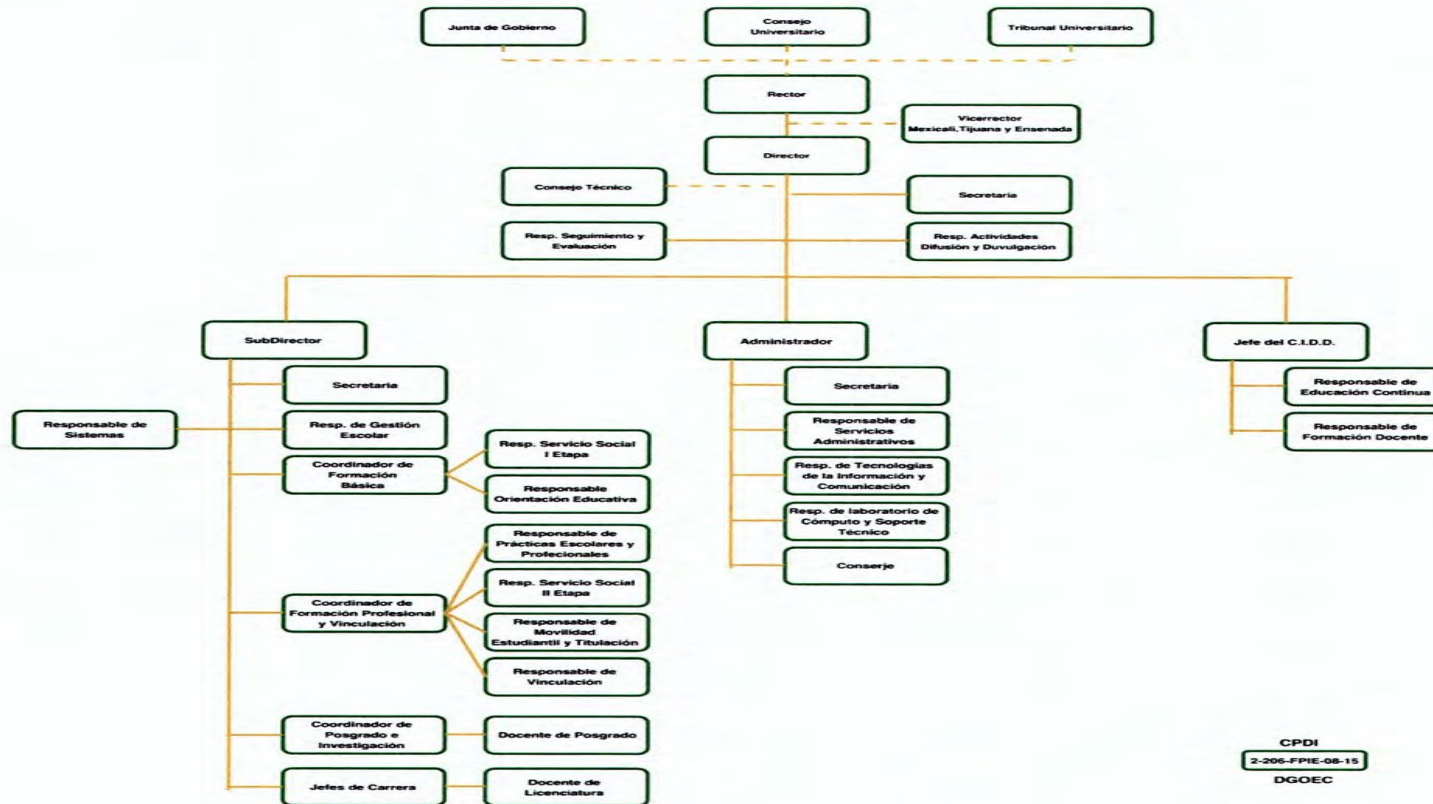 Junta de Gobierno
Consejo
Universitario
Tribunal Universitario
Rector
Vicerrector
Mexicali,Tijuana y Ensenada
Director
Consejo Técnico
Secretaría
Resp. Seguimiento y
Evaluación
Resp. Actividades
Difusión y Duvulgación
SubDirector
Administrador
Jefe del C.I.D.D.
Secretaria
Responsable de
Sistemas
Resp. de Gestión
Escolar
Coordinador de
Formación
Básica
Resp. Servicio Social
I Etapa
Responsable
Orientación Educativa
Coordinador de
Formación Profesional
y Vinculación
Responsable de
Prácticas Escolares y
Profecionales
Resp. Servicio Social
II Etapa
Responsable de
Movilidad
Estudiantil y Titulación
Responsable de
Vinculación
Coordinador de
Posgrado e
Investigación
Docente de Posgrado
Jefes de Carrera
Docente de
Licenciatura
Secretaria
Responsable de
Servicios
Administrativos
Resp. de Tecnologías
de la Información y
Comunicación
Resp. de laboratorio de
Cómputo y Soporte
Técnico
Conserje
Responsable de
Educación Continua
Responsable de
Formación Docente
CPDI
2-206-FPIE-08-15
DGOEC